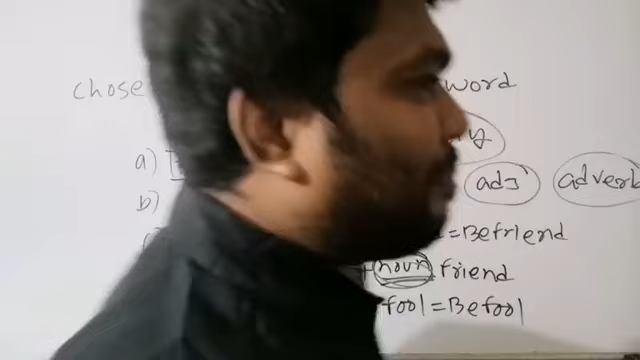 chose word
a) y
b) adj adverb
=Befriend
+noun friend
fool=Befool